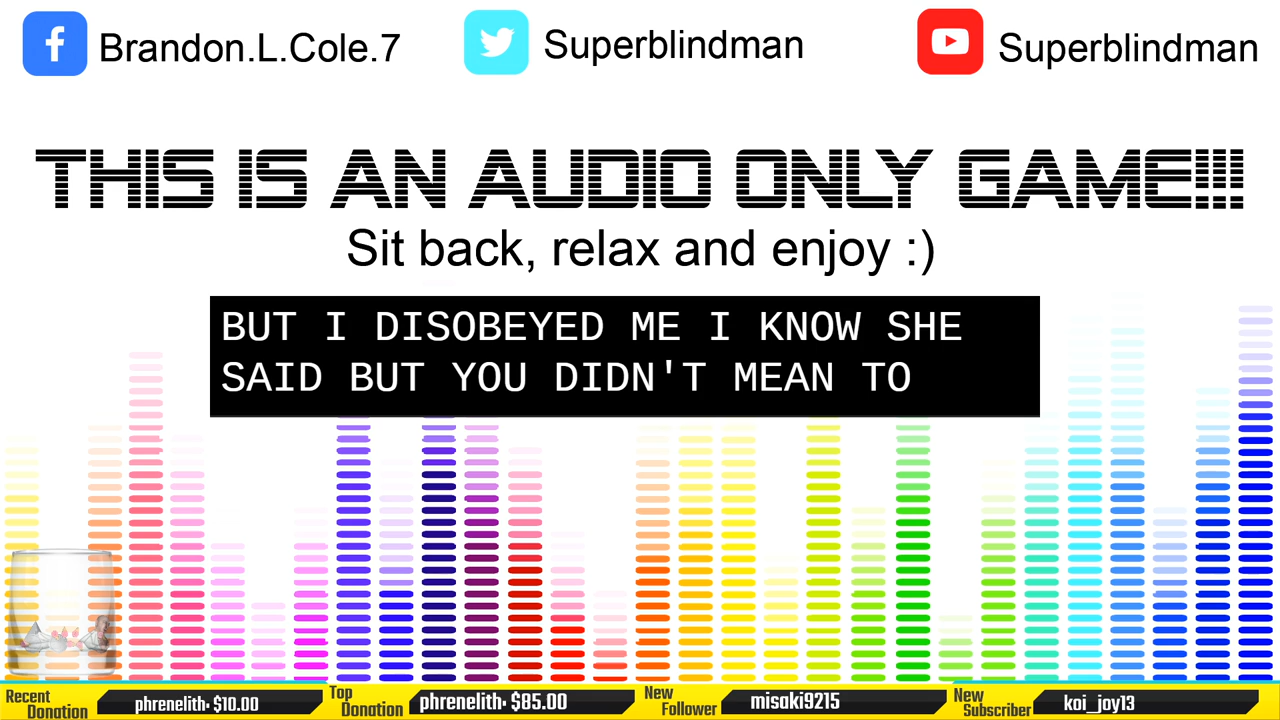 Brandon.L.Cole.7
Superblindman
Superblindman
THIS IS AN AUDIO ONLY GAME!!!
Sit back, relax and enjoy :)
BUT I DISOBEYED ME I KNOW SHE
SAID BUT YOU DIDN'T MEAN TO
Recent Donation
phrenelith: $10.00
Top Donation
phrenelith: $85.00
New Follower
misaki9215
New Subscriber
koi_joy13